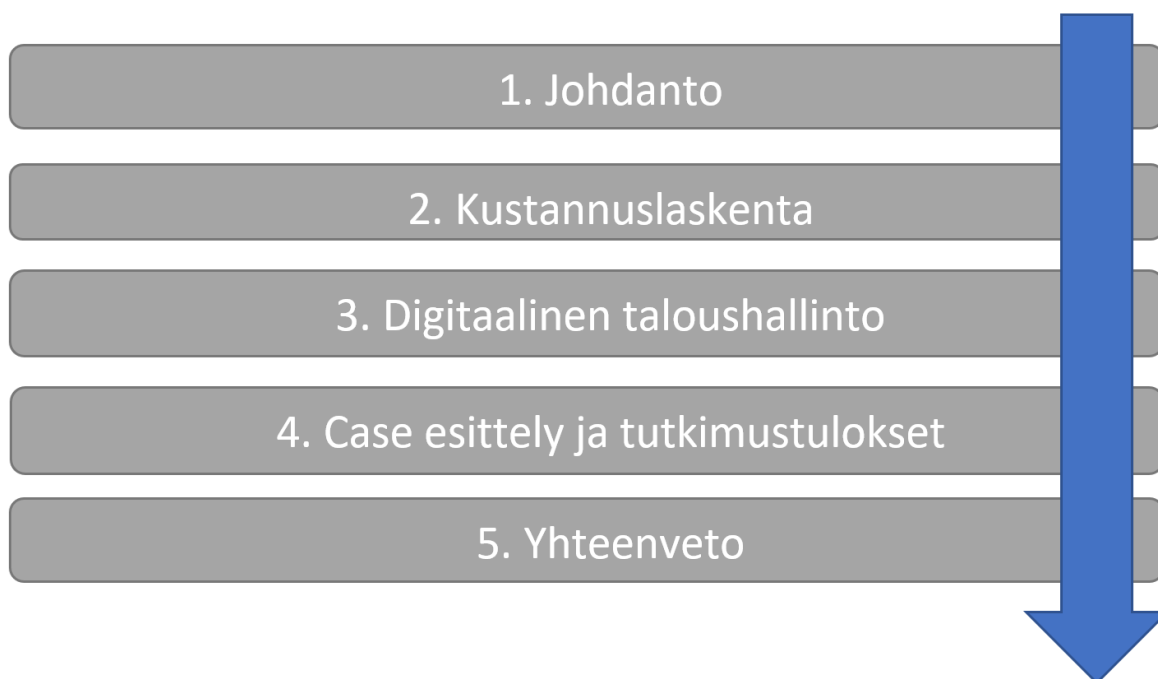 1. Johdanto
2. Kustannuslaskenta
3. Digitaalinen taloushallinto
4. Case esittely ja tutkimustulokset
5. Yhteenveto